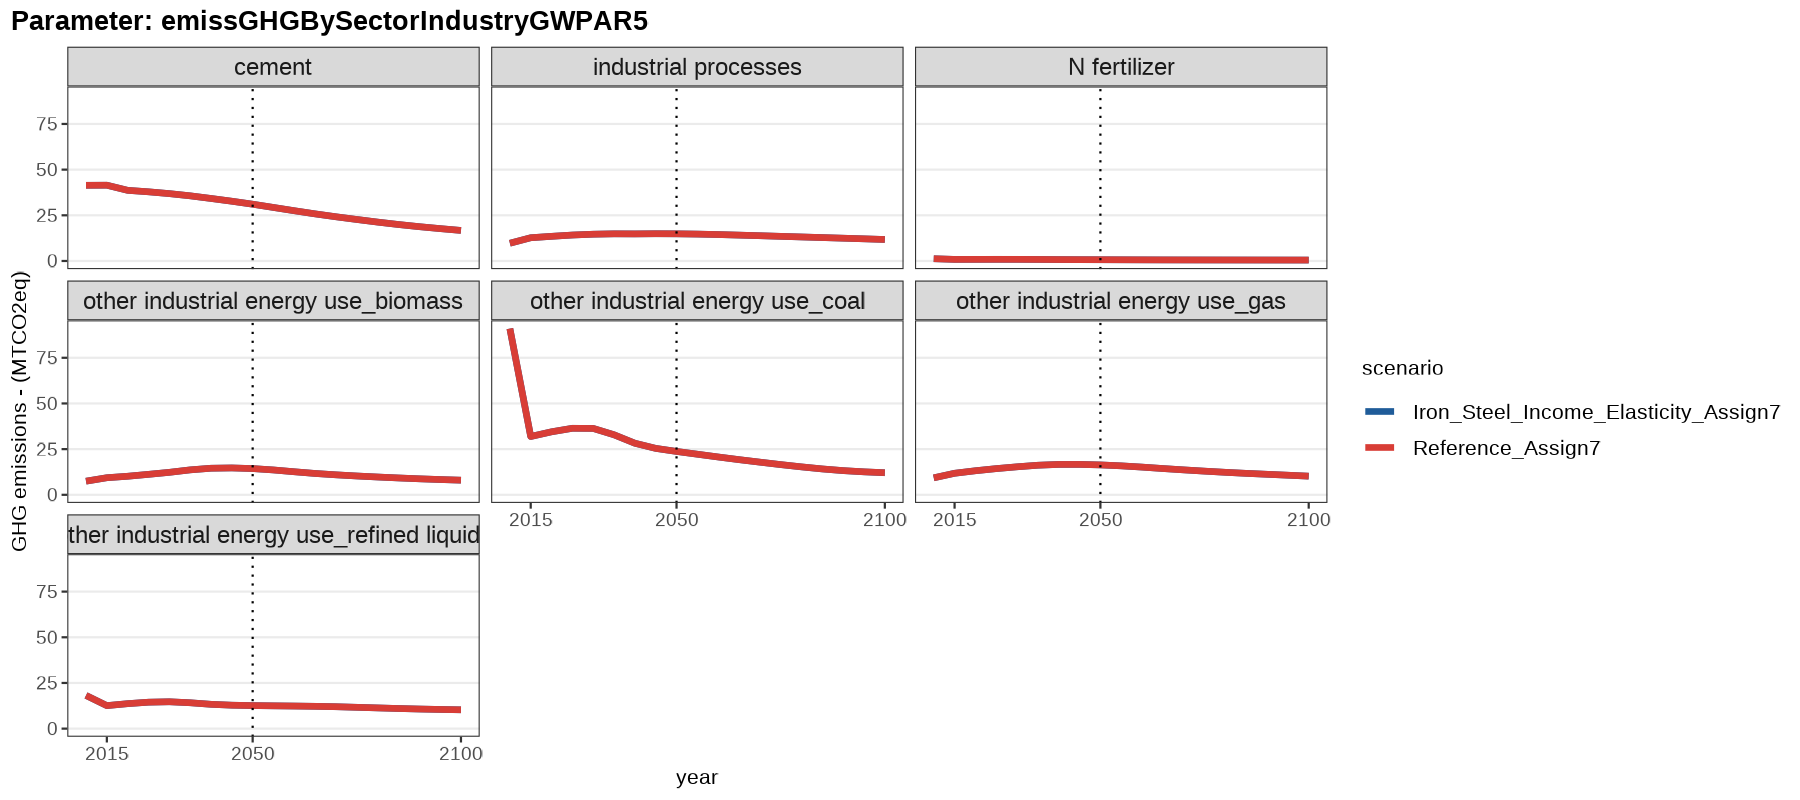 Parameter: emissGHGBySectorIndustryGWPAR5
cement
industrial processes
N fertilizer
75
50
25
0
other industrial energy use_biomass
other industrial energy use_coal
other industrial energy use_gas
75
50
25
0
2015
2050
2100
2015
2050
2100
ther industrial energy use_refined liquid
75
50
25
0
2015
2050
2100
year
GHG emissions - (MTCO2eq)
scenario
Iron_Steel_Income_Elasticity_Assign7
Reference_Assign7